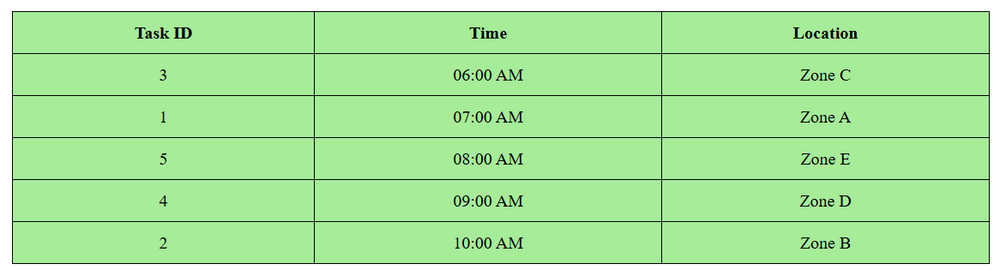 Task ID Time Location
3 06:00 AM Zone C
1 07:00 AM Zone A
5 08:00 AM Zone E
4 09:00 AM Zone D
2 10:00 AM Zone B